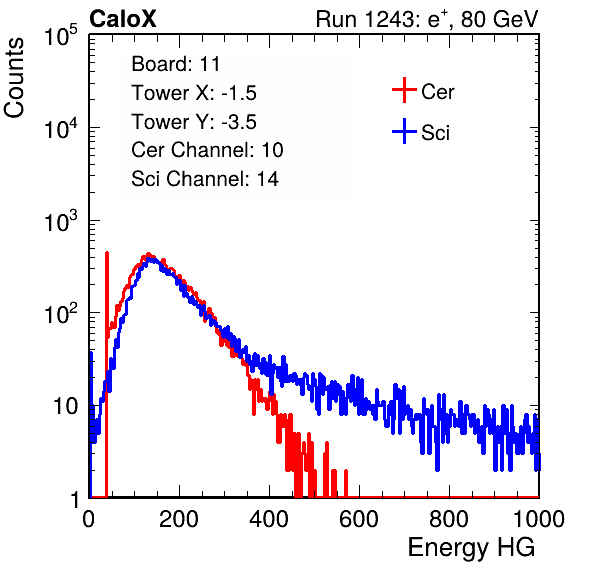 CaloX Run 1243: e⁺, 80 GeV
Counts
Board: 11
Tower X: -1.5
Tower Y: -3.5
Cer Channel: 10
Sci Channel: 14
Cer
Sci
10⁵
10⁴
10³
10²
10
1
0 200 400 600 800 1000
Energy HG